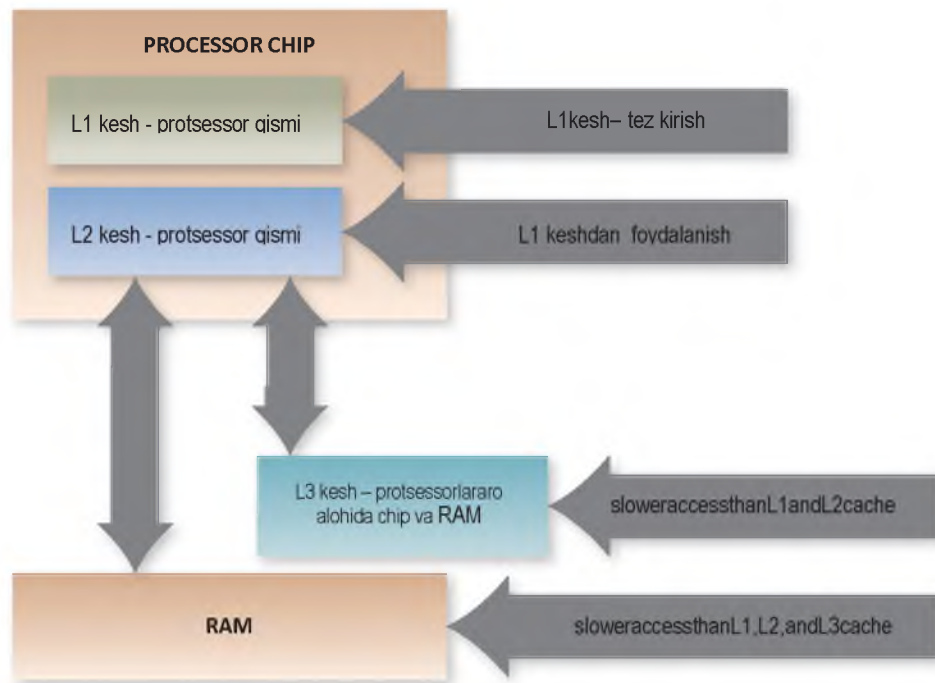 PROCESSOR CHIP
L1 kesh - protsessor qismi
L1kesh– tez kirish
L2 kesh - protsessor qismi
L1 keshdan foydalanish
L3 kesh – protsessorlararo
alohida chip va RAM
sloweraccessthanL1andL2cache
RAM
sloweraccessthanL1,L2,andL3cache